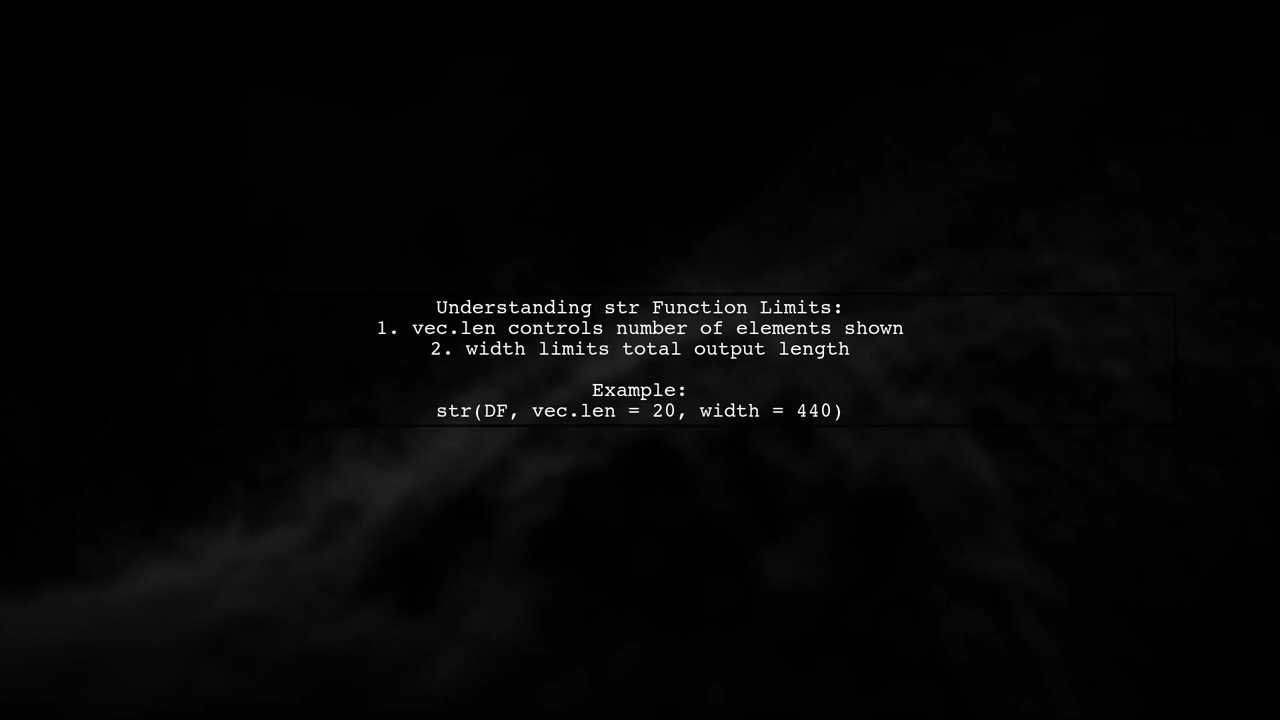 Understanding str Function Limits:
1. vec.len controls number of elements shown
2. width limits total output length
Example:
str(DF, vec.len = 20, width = 440)